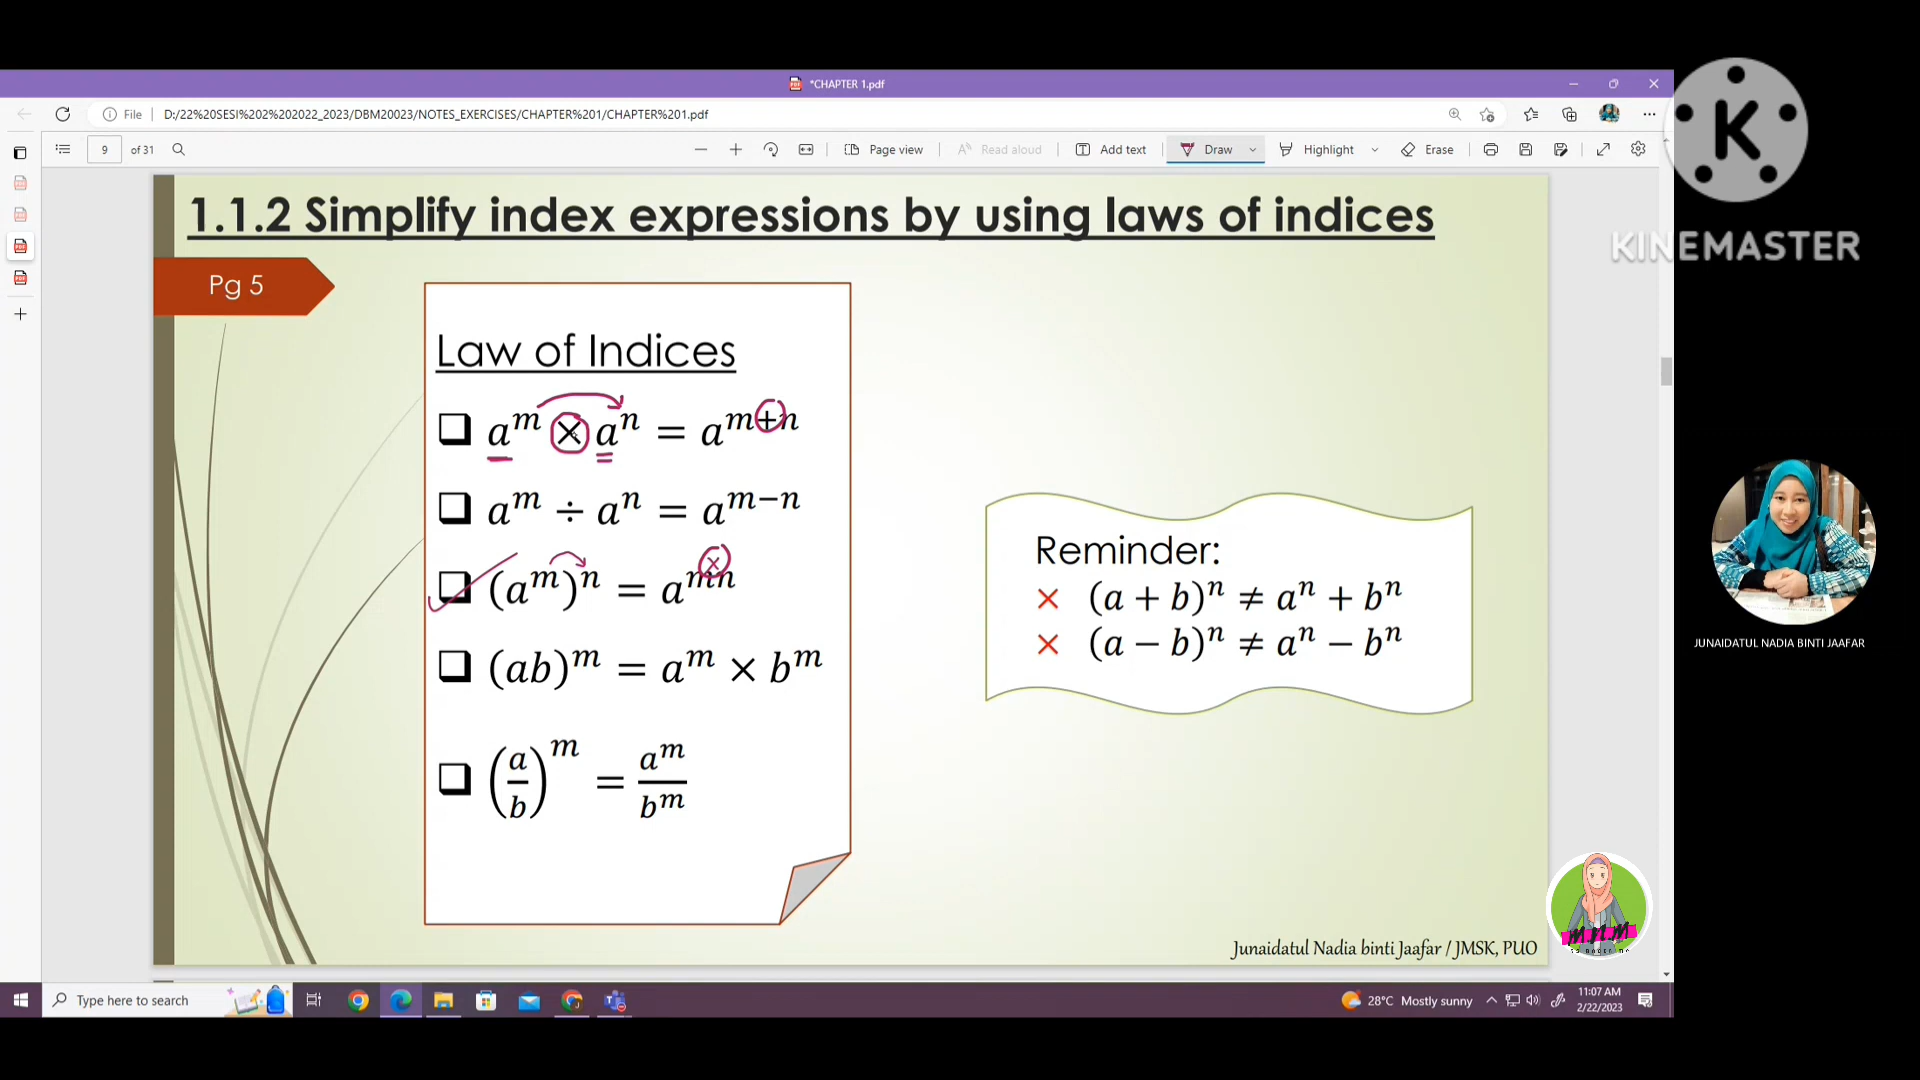 *CHAPTER 1.pdf
File D:/22%20SESI%202%202022_2023/DBM20023/NOTES_EXERCISES/CHAPTER%201/CHAPTER%201.pdf
9 of 31 Page view Read aloud Add text Draw Highlight Erase
K
KINEMASTER
1.1.2 Simplify index expressions by using laws of indices
Pg 5
Law of Indices
❑ a^m × a^n = a^{m+n}
❑ a^m ÷ a^n = a^{m−n}
×
❑ (a^m)^n = a^{mn}
❑ (ab)^m = a^m × b^m
❑ (a/b)^m = a^m/b^m
Reminder:
× (a + b)^n ≠ a^n + b^n
× (a − b)^n ≠ a^n − b^n
JUNAIDATUL NADIA BINTI JAAFAR
Junaidatul Nadia binti Jaafar / JMSK, PUO
Type here to search
28°C Mostly sunny
11:07 AM
2/22/2023